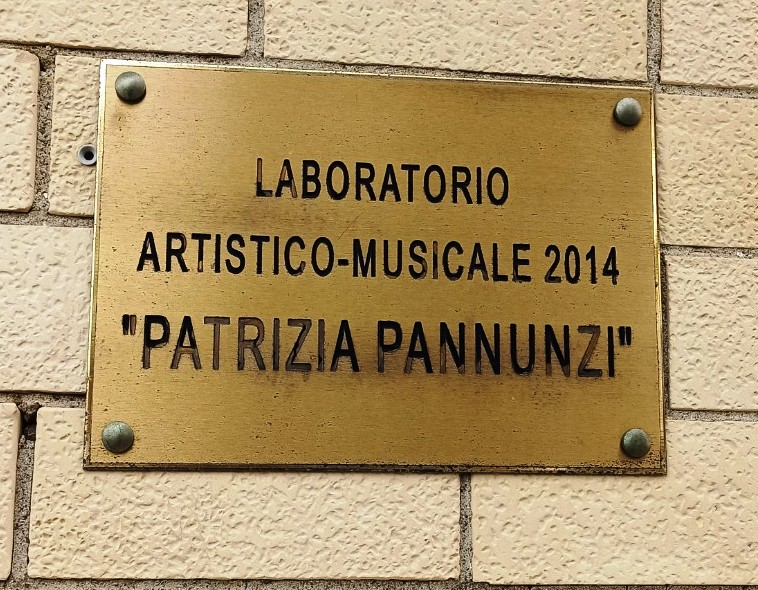 LABORATORIO
ARTISTICO-MUSICALE 2014
"PATRIZIA PANNUNZI"